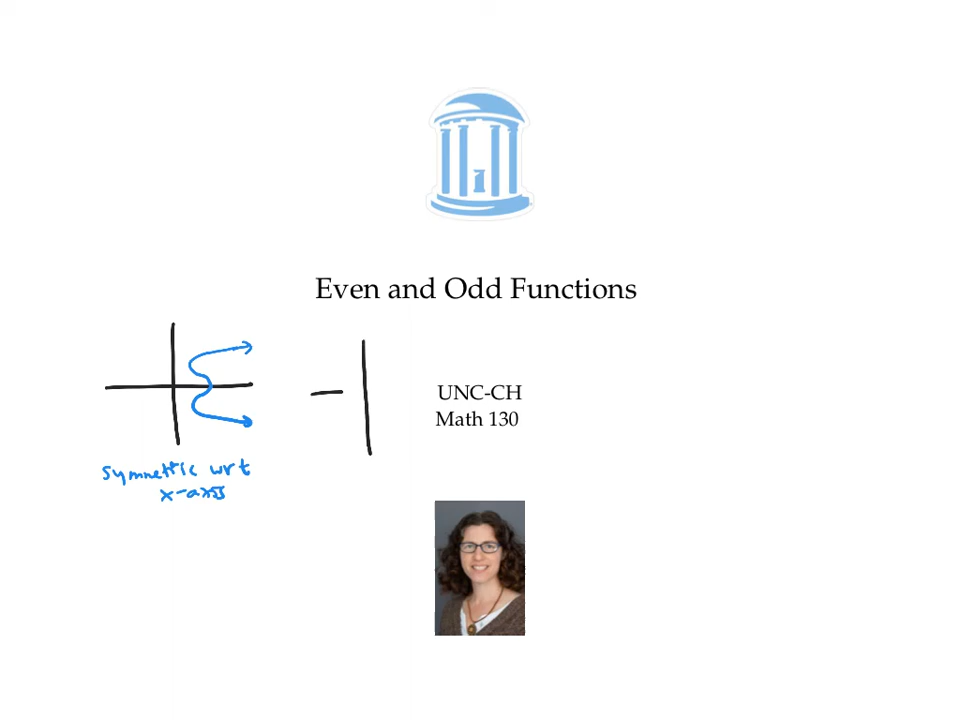 Even and Odd Functions
UNC-CH
Math 130
symmetric wrt
x-axis